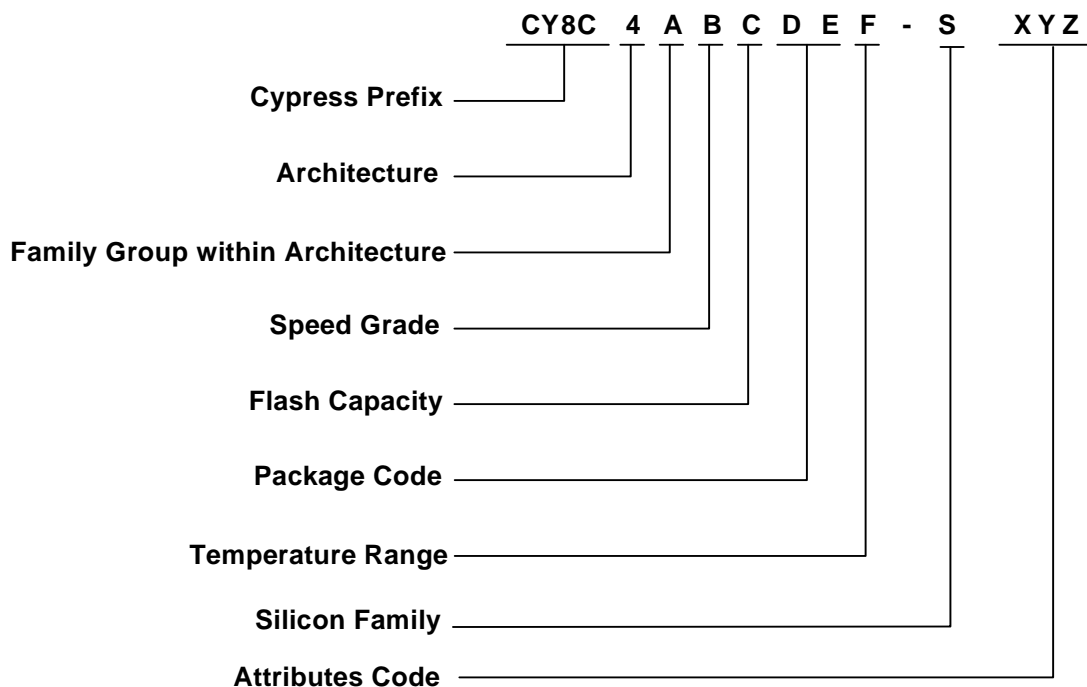 CY8C 4 A B C D E F - S X Y Z
Cypress Prefix
Architecture
Family Group within Architecture
Speed Grade
Flash Capacity
Package Code
Temperature Range
Silicon Family
Attributes Code